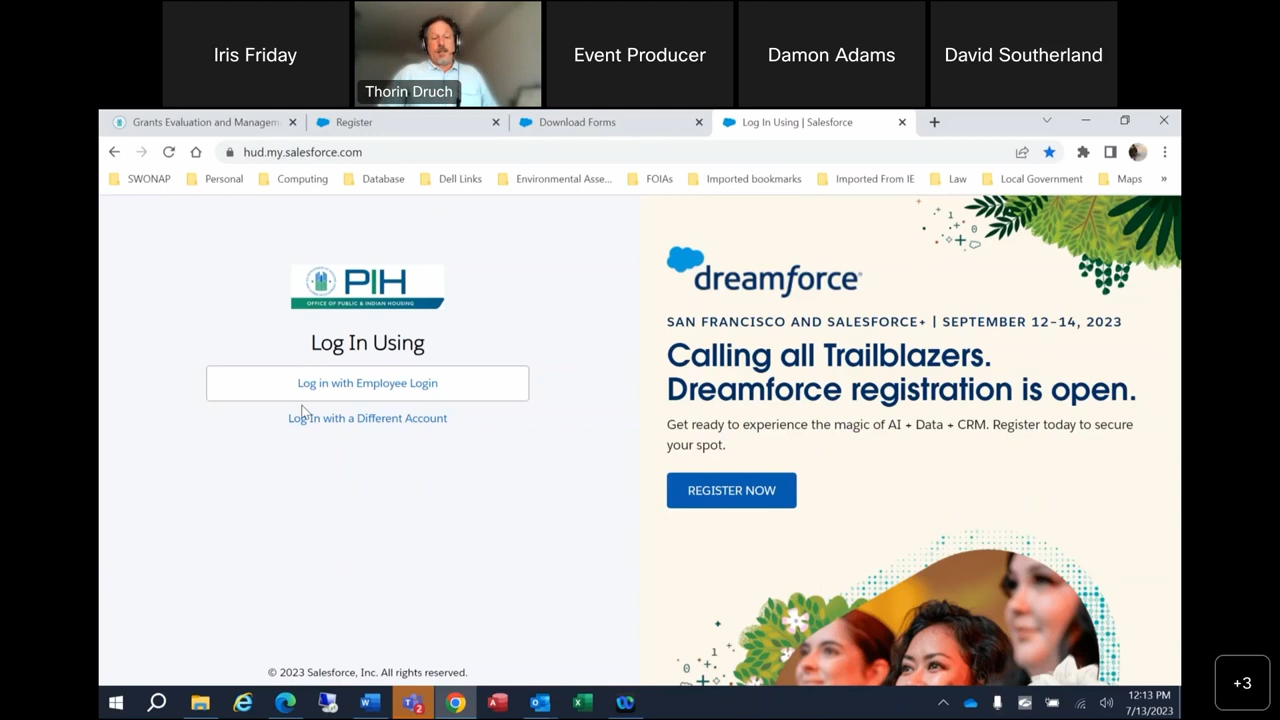 Iris Friday
Thorin Druch
Event Producer
Damon Adams
David Southerland
Grants Evaluation and Managem
Register
Download Forms
Log In Using | Salesforce
hud.my.salesforce.com
SWONAP
Personal
Computing
Database
Dell Links
Environmental Asse...
FOIAs
Imported bookmarks
Imported From IE
Law
Local Government
Maps
»
PIH
OFFICE OF PUBLIC & INDIAN HOUSING
Log In Using
Log in with Employee Login
Log In with a Different Account
© 2023 Salesforce, Inc. All rights reserved.
dreamforce
SAN FRANCISCO AND SALESFORCE+ | SEPTEMBER 12–14, 2023
Calling all Trailblazers.
Dreamforce registration is open.
Get ready to experience the magic of AI + Data + CRM. Register today to secure
your spot.
REGISTER NOW
+3
12:13 PM
7/13/2023